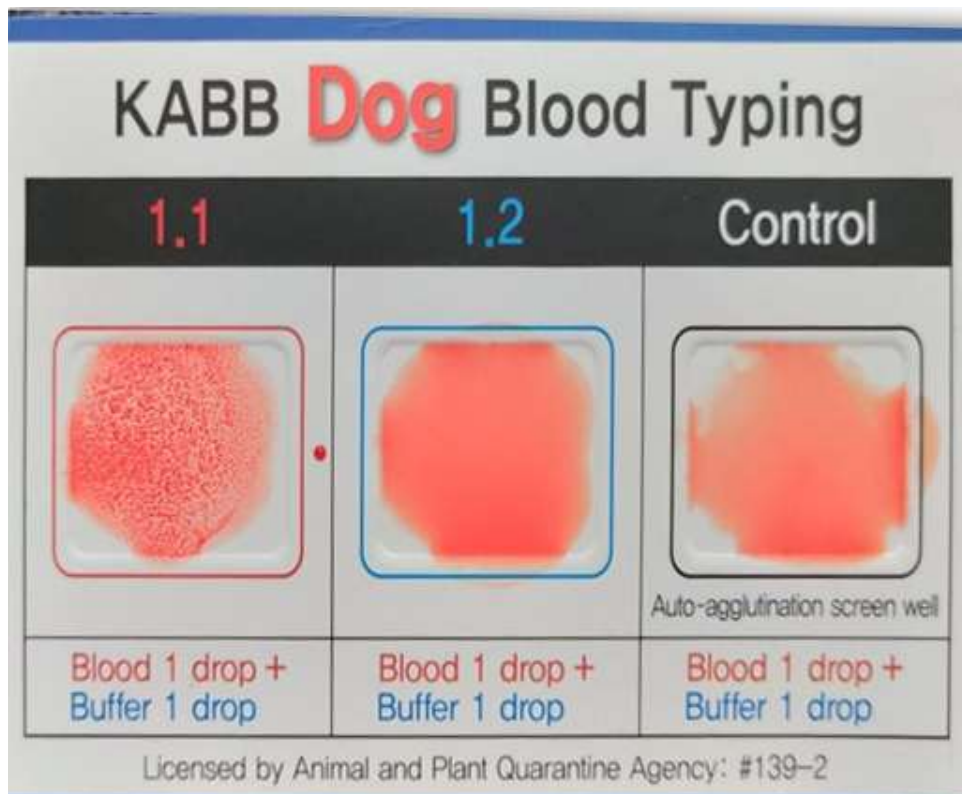 KABB Dog Blood Typing
1.1 1.2 Control
Auto-agglutination screen well
Blood 1 drop + Blood 1 drop + Blood 1 drop +
Buffer 1 drop Buffer 1 drop Buffer 1 drop
Licensed by Animal and Plant Quarantine Agency: #139-2